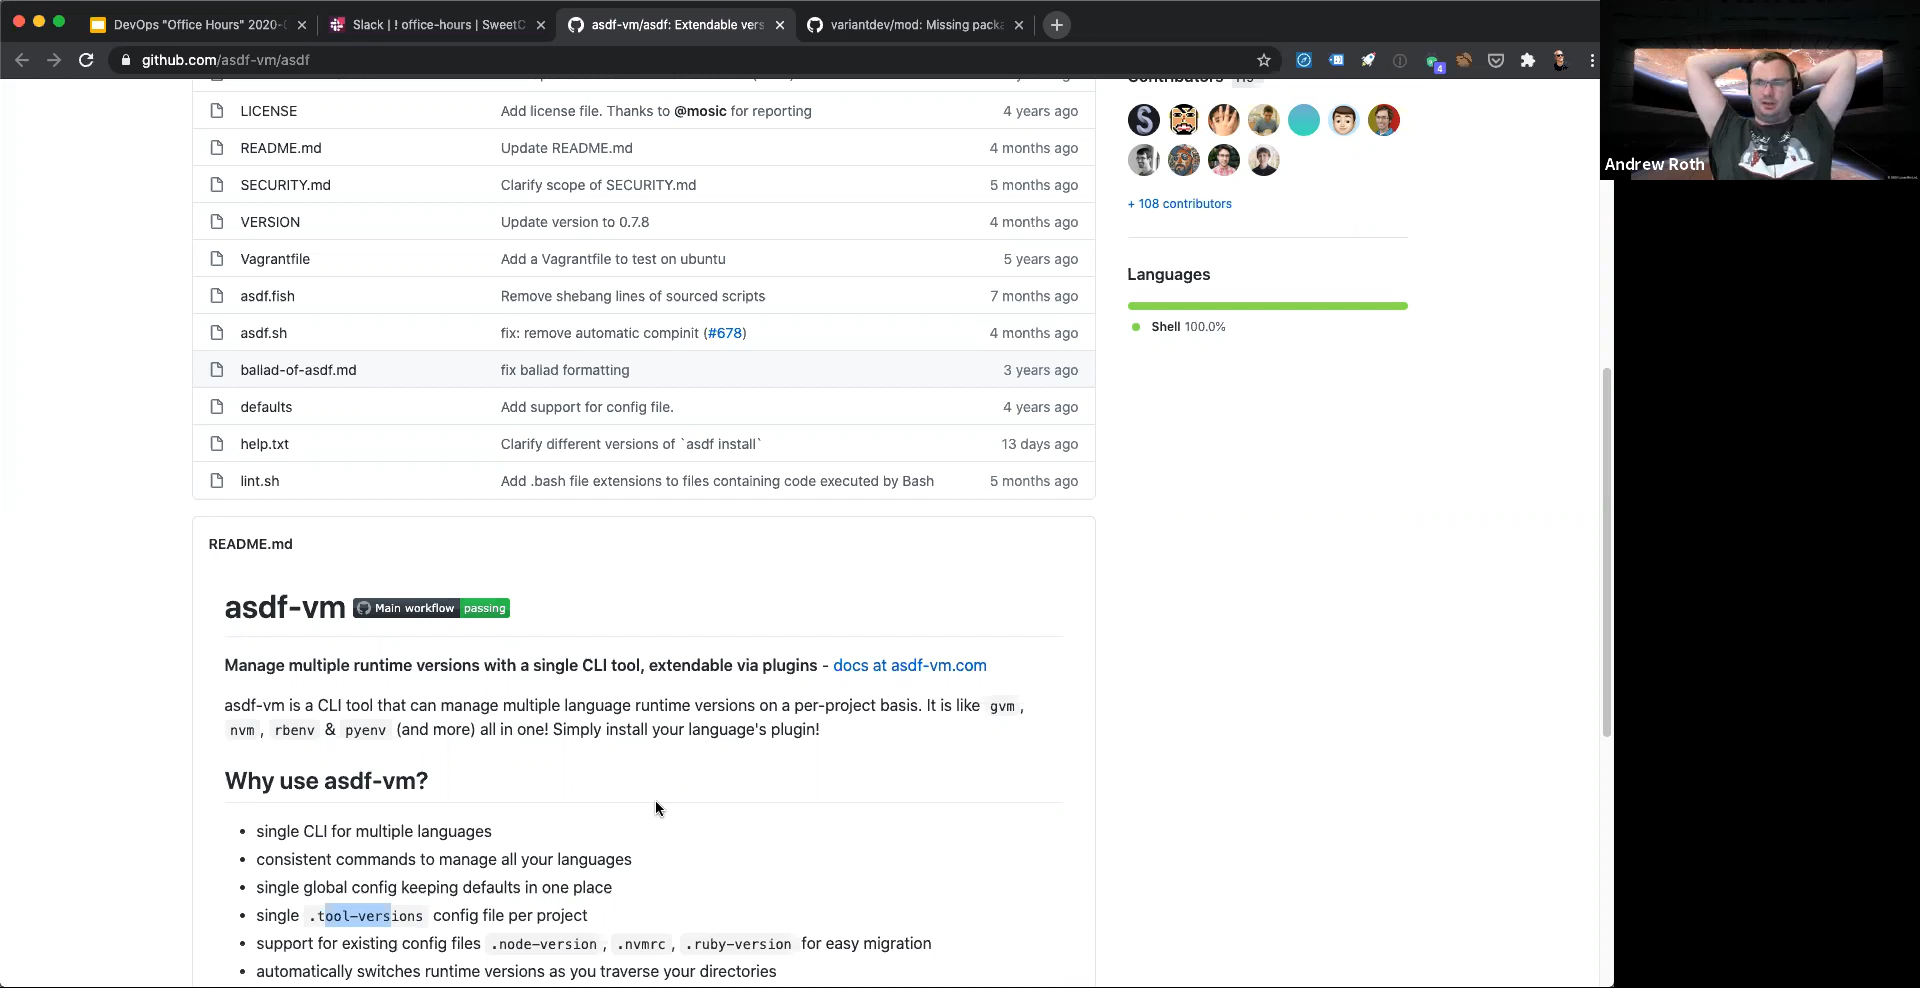 DevOps "Office Hours" 2020-
Slack | ! office-hours | SweetC
asdf-vm/asdf: Extendable vers
variantdev/mod: Missing packa
github.com/asdf-vm/asdf
4
Contributors 119
LICENSE Add license file. Thanks to @mosic for reporting 4 years ago
README.md Update README.md 4 months ago
SECURITY.md Clarify scope of SECURITY.md 5 months ago
VERSION Update version to 0.7.8 4 months ago
Vagrantfile Add a Vagrantfile to test on ubuntu 5 years ago
asdf.fish Remove shebang lines of sourced scripts 7 months ago
asdf.sh fix: remove automatic compinit (#678) 4 months ago
ballad-of-asdf.md fix ballad formatting 3 years ago
defaults Add support for config file. 4 years ago
help.txt Clarify different versions of `asdf install` 13 days ago
lint.sh Add .bash file extensions to files containing code executed by Bash 5 months ago
+ 108 contributors
Languages
Shell 100.0%
Andrew Roth
README.md
asdf-vm Main workflow passing
Manage multiple runtime versions with a single CLI tool, extendable via plugins - docs at asdf-vm.com
asdf-vm is a CLI tool that can manage multiple language runtime versions on a per-project basis. It is like gvm ,
nvm , rbenv & pyenv (and more) all in one! Simply install your language's plugin!
Why use asdf-vm?
• single CLI for multiple languages
• consistent commands to manage all your languages
• single global config keeping defaults in one place
• single .tool-versions config file per project
• support for existing config files .node-version , .nvmrc , .ruby-version for easy migration
• automatically switches runtime versions as you traverse your directories